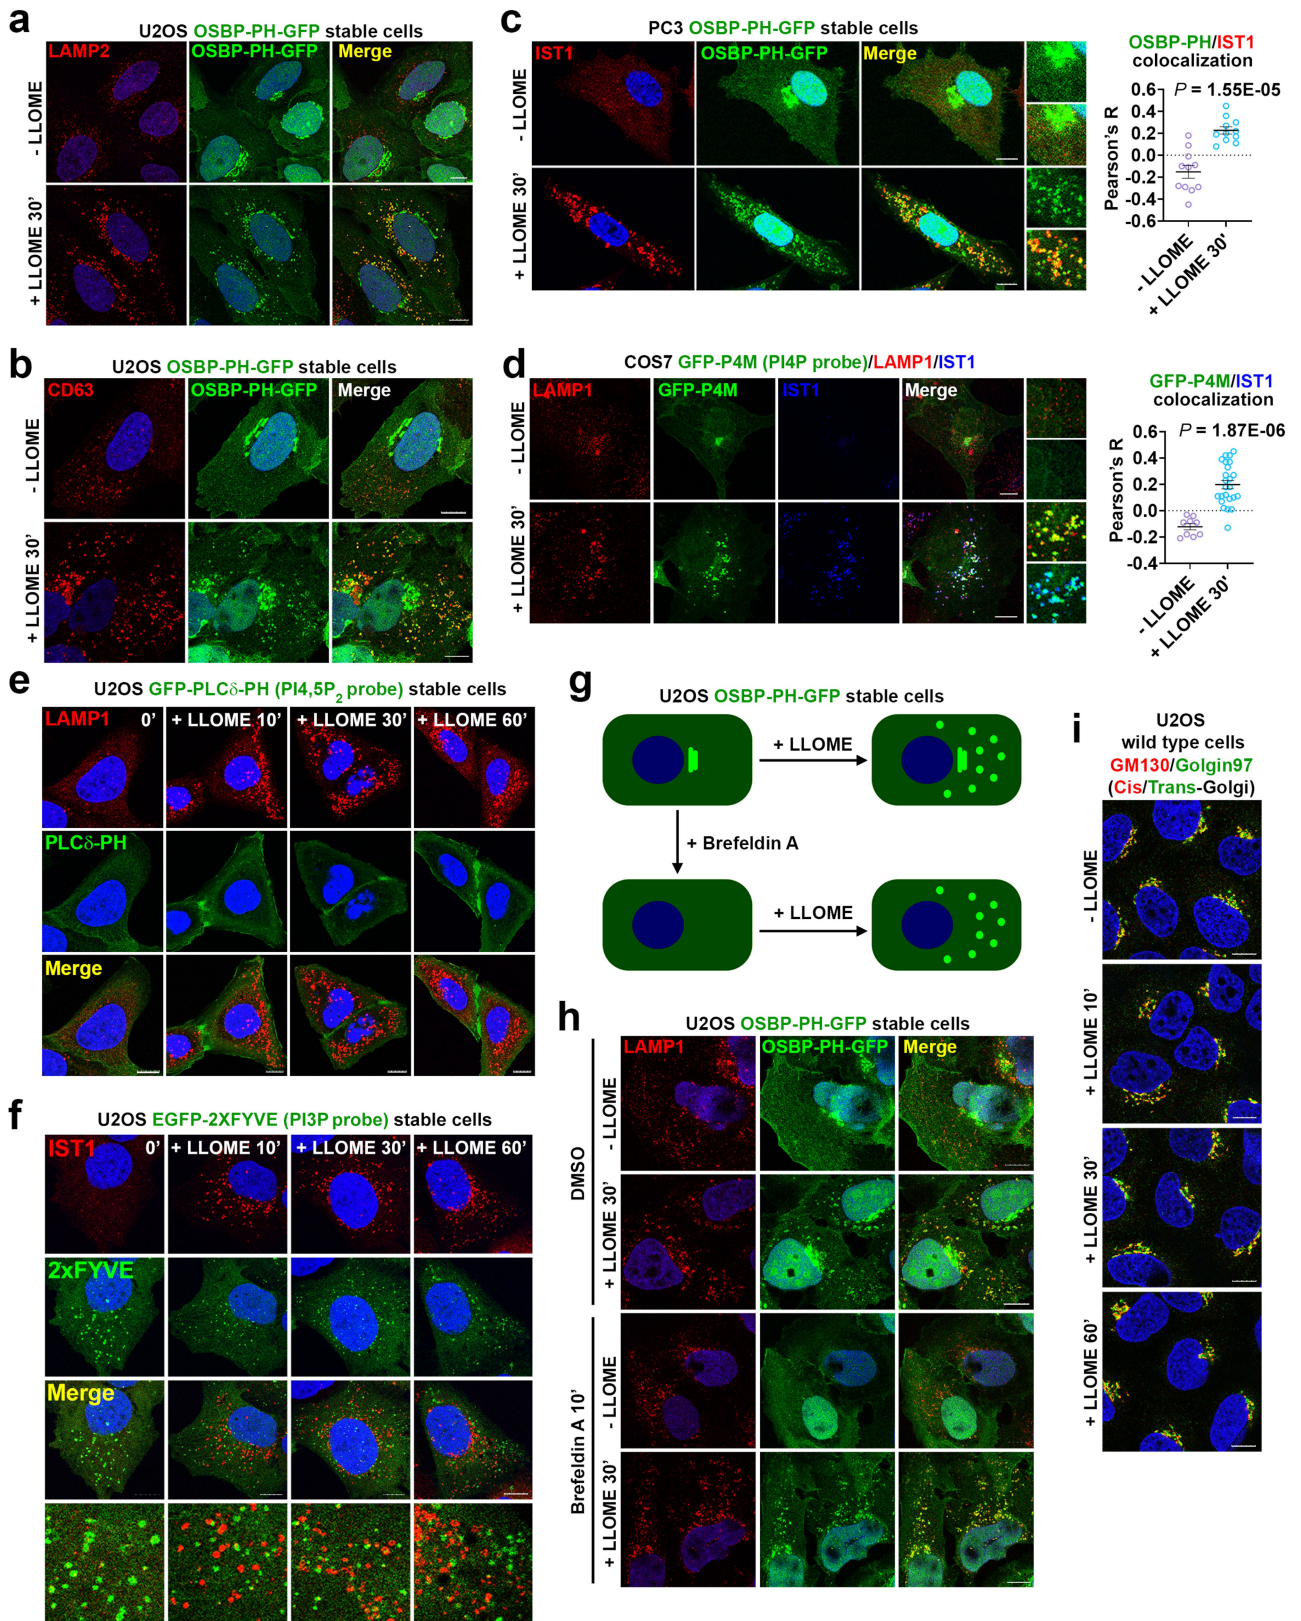 a
U2OS OSBP-PH-GFP stable cells
LAMP2 OSBP-PH-GFP Merge
- LLOME
+ LLOME 30'
b
U2OS OSBP-PH-GFP stable cells
CD63 OSBP-PH-GFP Merge
- LLOME
+ LLOME 30'
c
PC3 OSBP-PH-GFP stable cells
IST1 OSBP-PH-GFP Merge
- LLOME
+ LLOME 30'
OSBP-PH/IST1
colocalization
P = 1.55E-05
Pearson's R
0.6
0.4
0.2
0.0
-0.2
-0.4
-0.6
- LLOME
+ LLOME 30'
d
COS7 GFP-P4M (PI4P probe)/LAMP1/IST1
LAMP1 GFP-P4M IST1 Merge
- LLOME
+ LLOME 30'
GFP-P4M/IST1
colocalization
P = 1.87E-06
Pearson's R
0.6
0.4
0.2
0.0
-0.2
-0.4
- LLOME
+ LLOME 30'
e
U2OS GFP-PLCδ-PH (PI4,5P2 probe) stable cells
LAMP1 0' + LLOME 10' + LLOME 30' + LLOME 60'
PLCδ-PH
Merge
f
U2OS EGFP-2XFYVE (PI3P probe) stable cells
IST1 0' + LLOME 10' + LLOME 30' + LLOME 60'
2xFYVE
Merge
g
U2OS OSBP-PH-GFP stable cells
+ LLOME
+ Brefeldin A
+ LLOME
h
U2OS OSBP-PH-GFP stable cells
LAMP1 OSBP-PH-GFP Merge
DMSO
- LLOME
+ LLOME 30'
Brefeldin A 10'
- LLOME
+ LLOME 30'
i
U2OS
wild type cells
GM130/Golgin97
(Cis/Trans-Golgi)
- LLOME
+ LLOME 10'
+ LLOME 30'
+ LLOME 60'